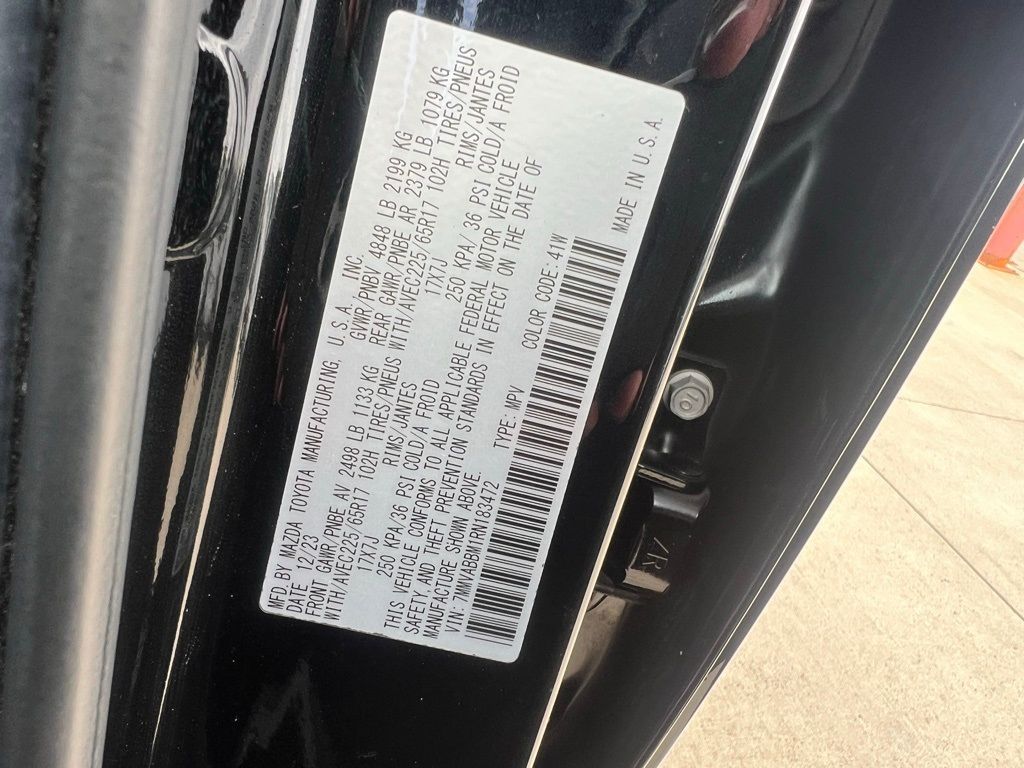 MFD BY MAZDA TOYOTA MANUFACTURING, U.S.A., INC.
DATE 12/23 GVWR/PNBV 4848 LB 2199 KG
FRONT GAWR/PNBE AV 2498 LB 1133 KG REAR GAWR/PNBE AR 2379 LB 1079 KG
WITH/AVEC225/65R17 102H TIRES/PNEUS WITH/AVEC225/65R17 102H TIRES/PNEUS
17X7J RIMS/JANTES 17X7J RIMS/JANTES
250 KPA/36 PSI COLD/A FROID 250 KPA/36 PSI COLD/A FROID
THIS VEHICLE CONFORMS TO ALL APPLICABLE FEDERAL MOTOR VEHICLE
SAFETY, AND THEFT PREVENTION STANDARDS IN EFFECT ON THE DATE OF
MANUFACTURE SHOWN ABOVE.
VIN: 7MMVABBM1RN183472 TYPE: MPV COLOR CODE: 41W
MADE IN U.S.A.
10